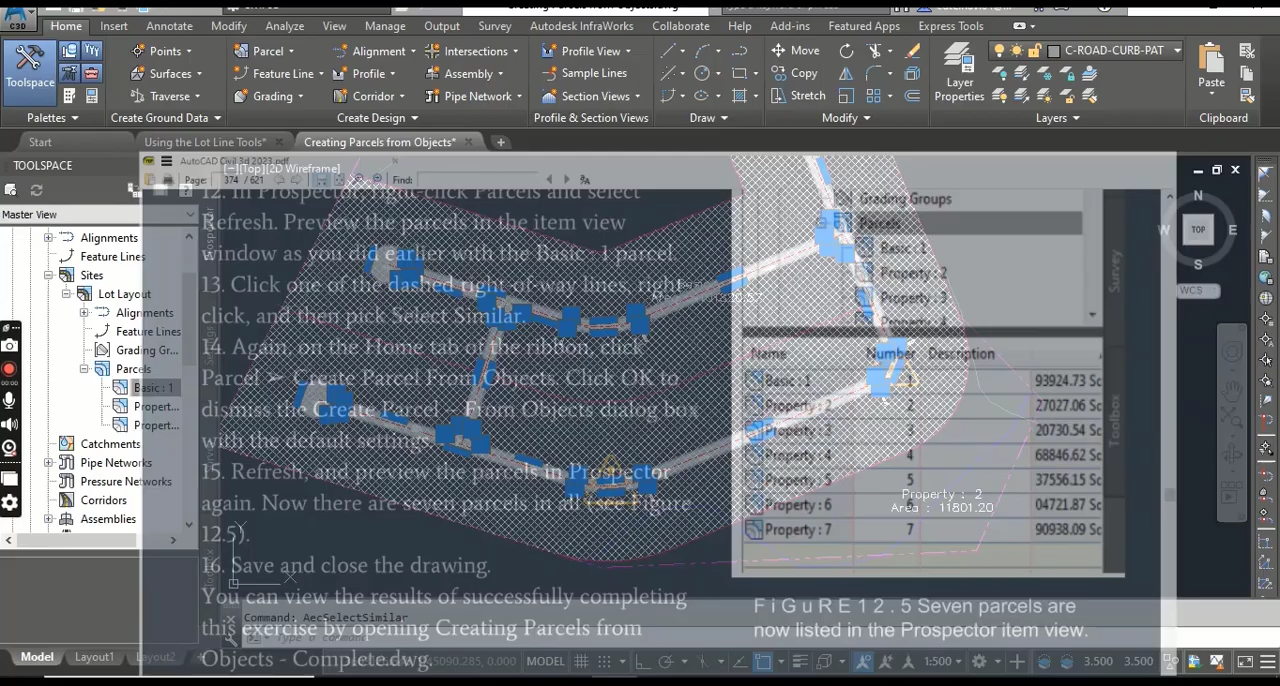 Creating Parcels from Objects.dwg
C3D
Home Insert Annotate Modify Analyze View Manage Output Survey Autodesk InfraWorks Collaborate Help Add-ins Featured Apps Express Tools
Toolspace
Points
Surfaces
Traverse
Parcel
Feature Line
Grading
Alignment
Profile
Corridor
Intersections
Assembly
Pipe Network
Profile View
Sample Lines
Section Views
Move
Copy
Stretch
Layer
Properties
C-ROAD-CURB-PAT
Paste
Palettes Create Ground Data Create Design Profile & Section Views Draw Modify Layers Clipboard
Start Using the Lot Line Tools* Creating Parcels from Objects*
TOOLSPACE
Master View
Alignments
Feature Lines
Sites
Lot Layout
Alignments
Feature Lines
Grading Gr...
Parcels
Basic : 1
Propert...
Propert...
Catchments
Pipe Networks
Pressure Networks
Corridors
Assemblies
AutoCAD Civil 3d 2023.pdf
[−][Top][2D Wireframe]
Page: 374 / 621 Find:
12. In Prospector, right-click Parcels and select
Refresh. Preview the parcels in the item view
window as you did earlier with the Basic : 1 parcel.
13. Click one of the dashed right-of-way lines, right-
click, and then pick Select Similar.
14. Again, on the Home tab of the ribbon, click
Parcel ➢ Create Parcel From Objects. Click OK to
dismiss the Create Parcel – From Objects dialog box
with the default settings.
15. Refresh, and preview the parcels in Prospector
again. Now there are seven parcels in all (see Figure
12.5).
16. Save and close the drawing.
You can view the results of successfully completing
this exercise by opening Creating Parcels from
Objects - Complete.dwg.
Grading Groups
Parcels
Basic : 1
Property : 2
Property : 3
Property : 4
Name Number Description
Basic : 1 93924.73 Sc
Property : 2 2 27027.06 Sc
Property : 3 3 20730.54 Sc
Property : 4 4 68846.62 Sc
Property : 5 5 37556.15 Sc
Property : 6 6 04721.87 Sc
Property : 7 7 90938.09 Sc
Survey
Toolbox
Property : 2
Area : 11801.20
FiGuRE12.5 Seven parcels are
now listed in the Prospector item view.
N
W TOP E
S
WCS
Y
X
Command: AecSelectSimilar
Type a command
00:00
Model Layout1 Layout2 MODEL 1:500 3.500 3.500